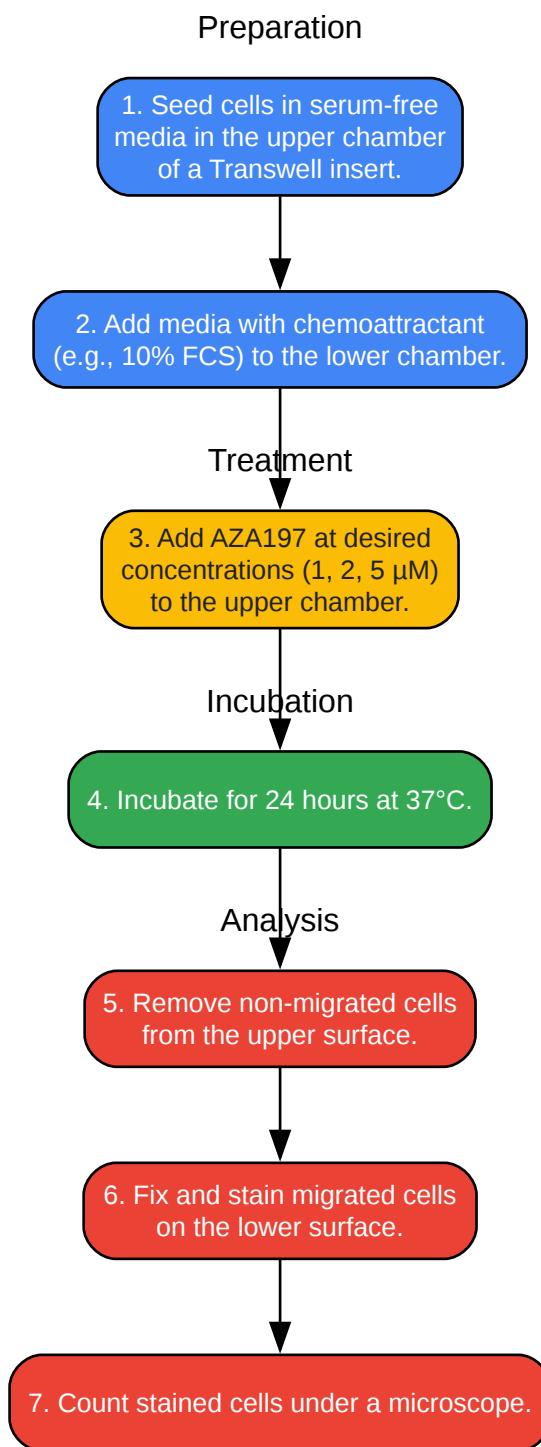 Preparation
1. Seed cells in serum-free
media in the upper chamber
of a Transwell insert.
2. Add media with chemoattractant
(e.g., 10% FCS) to the lower chamber.
Treatment
3. Add AZA197 at desired
concentrations (1, 2, 5 µM)
to the upper chamber.
Incubation
4. Incubate for 24 hours at 37°C.
Analysis
5. Remove non-migrated cells
from the upper surface.
6. Fix and stain migrated cells
on the lower surface.
7. Count stained cells under a microscope.